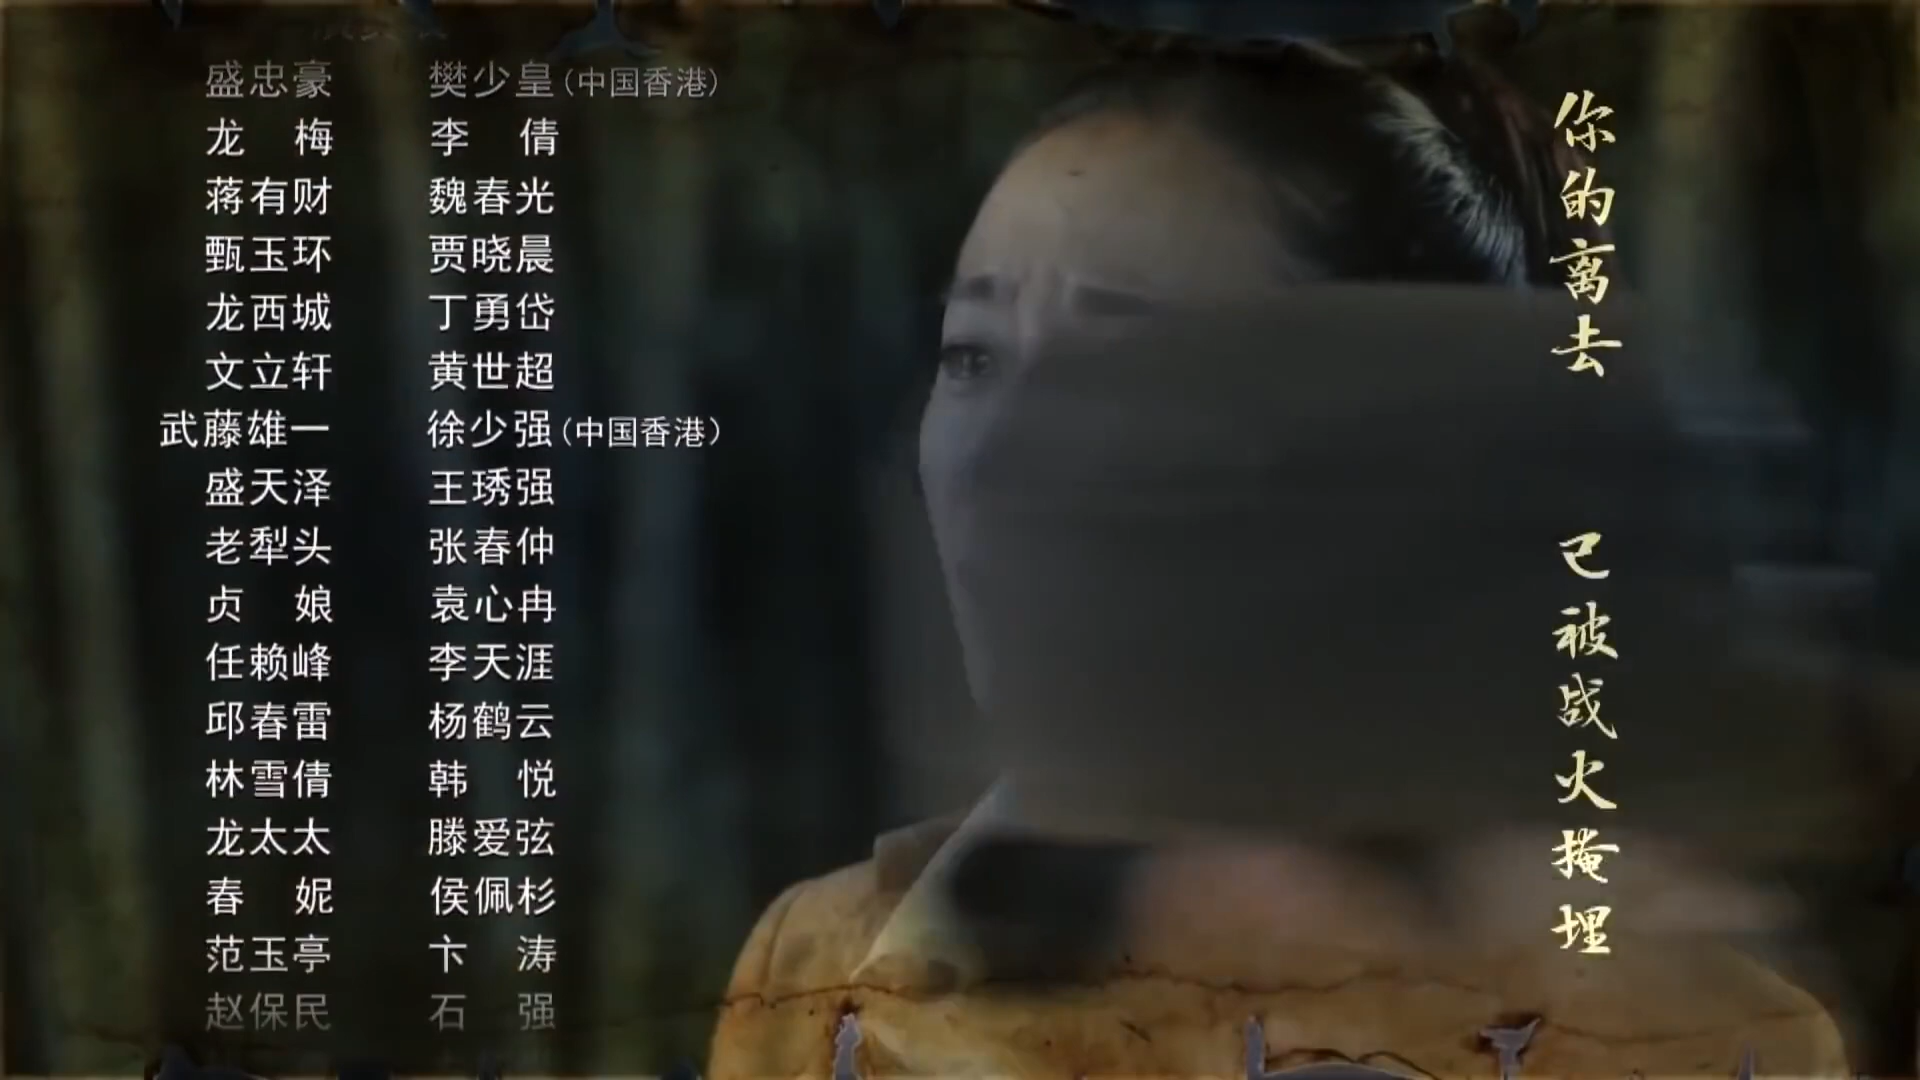 盛忠豪 樊少皇(中国香港)
龙梅 李倩
蒋有财 魏春光
甄玉环 贾晓晨
龙西城 丁勇岱
文立轩 黄世超
武藤雄一 徐少强(中国香港)
盛天泽 王琇强
老犁头 张春仲
贞娘 袁心冉
任赖峰 李天涯
邱春雷 杨鹤云
林雪倩 韩悦
龙太太 滕爱弦
春妮 侯佩杉
范玉亭 卞涛
赵保民 石强
你的离去 已被战火掩埋